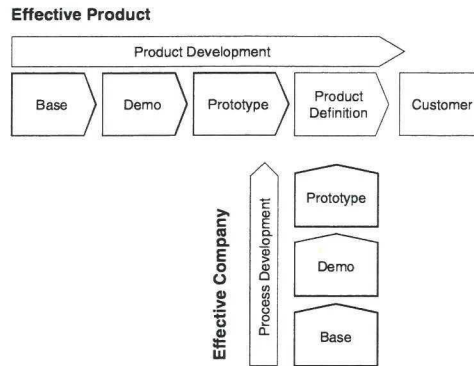 Effective Product
Product Development
Base
Demo
Prototype
Product
Definition
Customer
Effective Company
Process Development
Prototype
Demo
Base